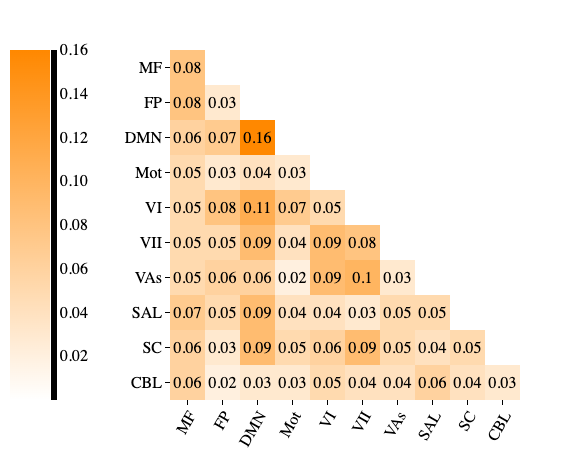 0.16
0.14
0.12
0.10
0.08
0.06
0.04
0.02
MF 0.08
FP 0.08 0.03
DMN 0.06 0.07 0.16
Mot 0.05 0.03 0.04 0.03
VI 0.05 0.08 0.11 0.07 0.05
VII 0.05 0.05 0.09 0.04 0.09 0.08
VAs 0.05 0.06 0.06 0.02 0.09 0.1 0.03
SAL 0.07 0.05 0.09 0.04 0.04 0.03 0.05 0.05
SC 0.06 0.03 0.09 0.05 0.06 0.09 0.05 0.04 0.05
CBL 0.06 0.02 0.03 0.03 0.05 0.04 0.04 0.06 0.04 0.03
MF FP DMN Mot VI VII VAs SAL SC CBL